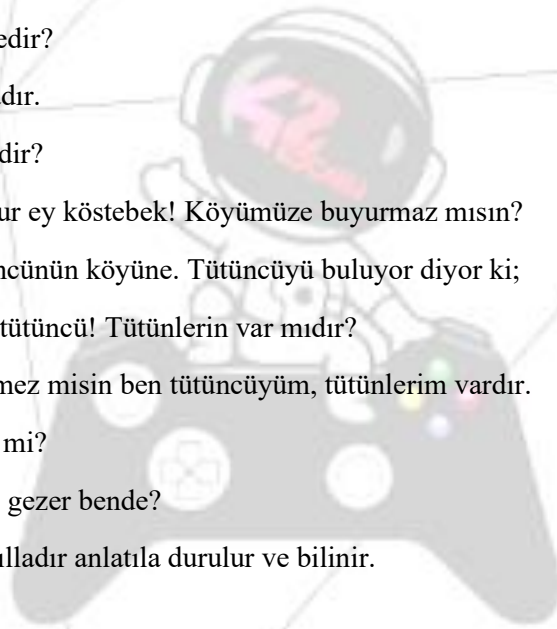 edir?
dır.
dir?
ur ey köstebek! Köyümüze buyurmaz mısın?
ncünün köyüne. Tütüncüyü buluyor diyor ki;
tütüncü! Tütünlerin var mıdır?
mez misin ben tütüncüyüm, tütünlerim vardır.
mi?
gezer bende?
ılladır anlatıla durulur ve bilinir.